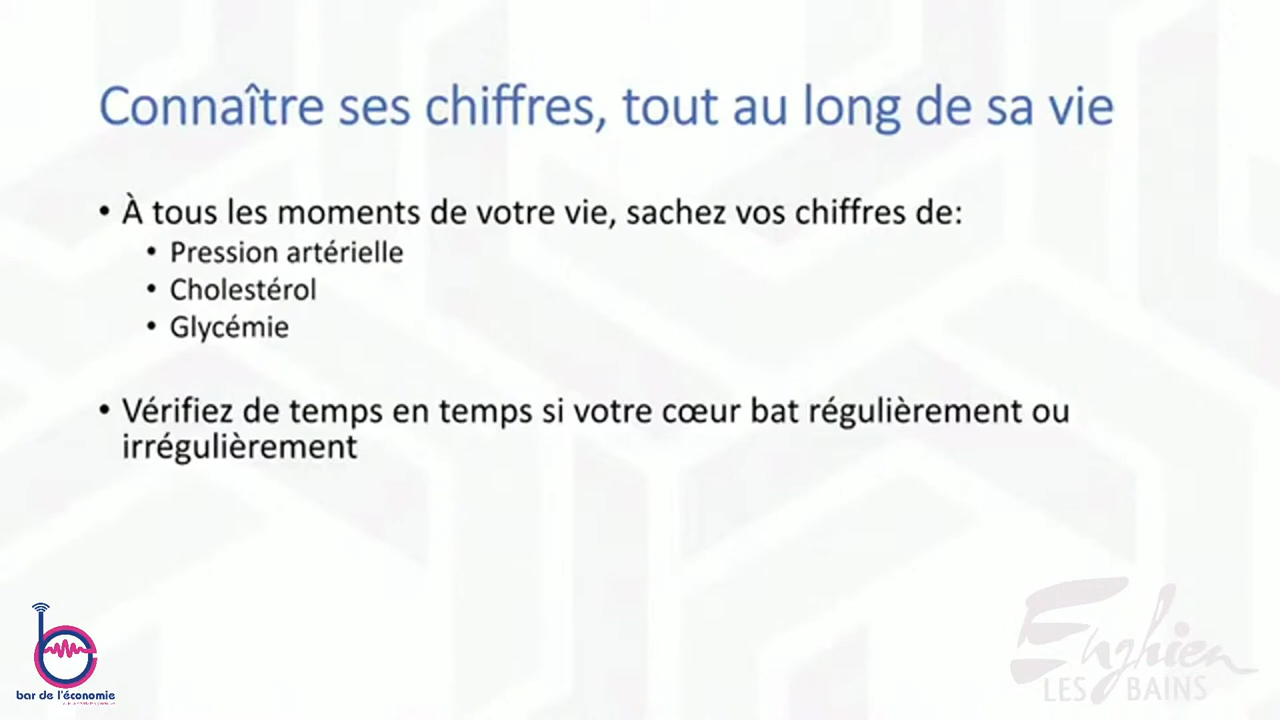 Connaître ses chiffres, tout au long de sa vie
• À tous les moments de votre vie, sachez vos chiffres de:
• Pression artérielle
• Cholestérol
• Glycémie
• Vérifiez de temps en temps si votre cœur bat régulièrement ou
irrégulièrement
bar de l'économie
Enghien
LES BAINS